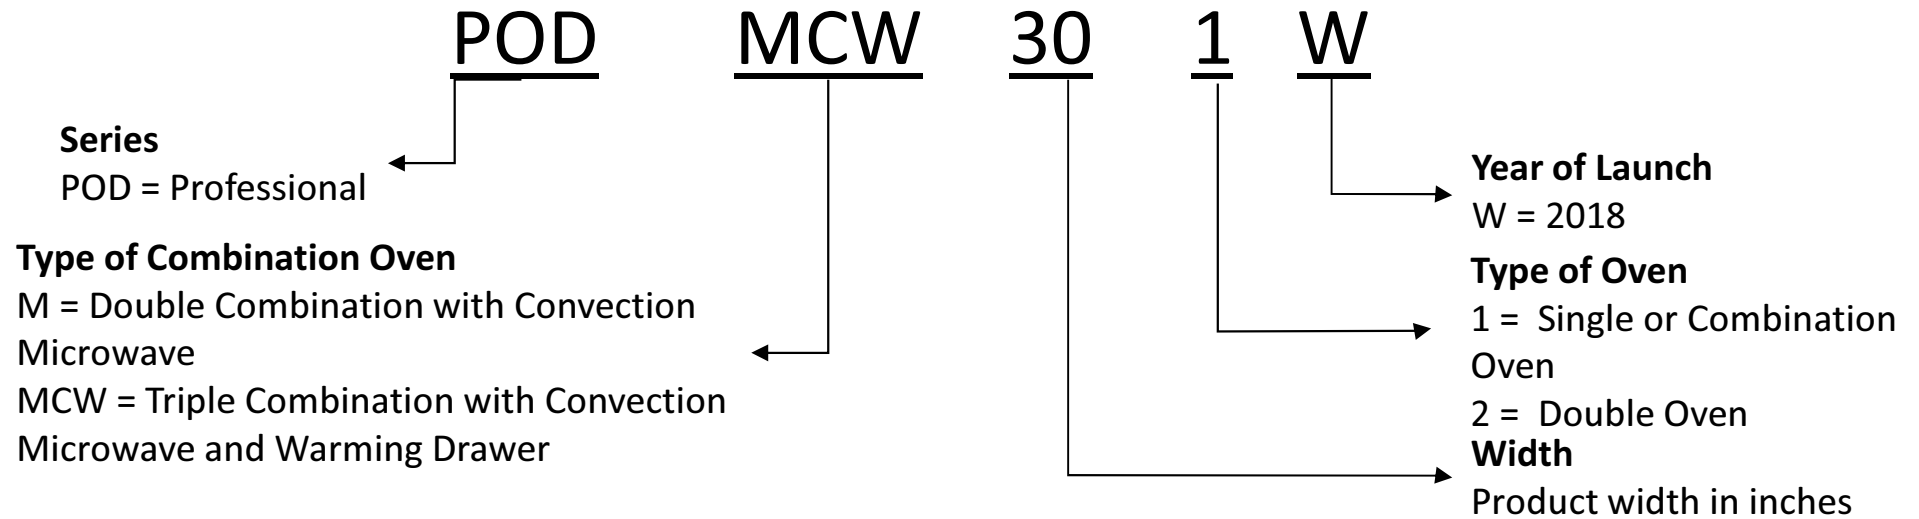 POD MCW 30 1 W
Series
POD = Professional
Type of Combination Oven
M = Double Combination with Convection
Microwave
MCW = Triple Combination with Convection
Microwave and Warming Drawer
Year of Launch
W = 2018
Type of Oven
1 = Single or Combination
Oven
2 = Double Oven
Width
Product width in inches